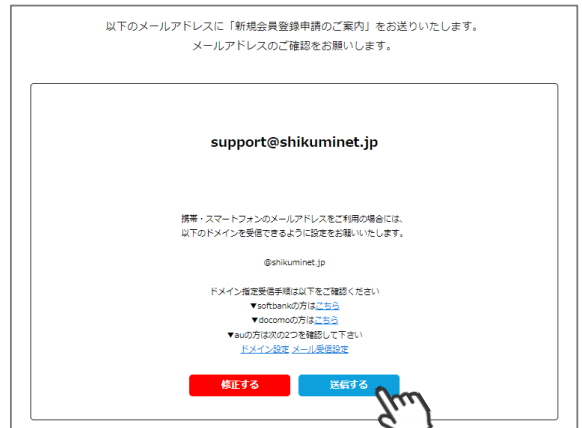 以下のメールアドレスに「新規会員登録申請のご案内」をお送りいたします。
メールアドレスのご確認をお願いします。
support@shikuminet.jp
携帯・スマートフォンのメールアドレスをご利用の場合には、
以下のドメインを受信できるように設定をお願いいたします。
@shikuminet.jp
ドメイン指定受信手順は以下をご確認ください
▼softbankの方はこちら
▼docomoの方はこちら
▼auの方は次の2つを確認して下さい
ドメイン設定 メール受信設定
修正する 送信する